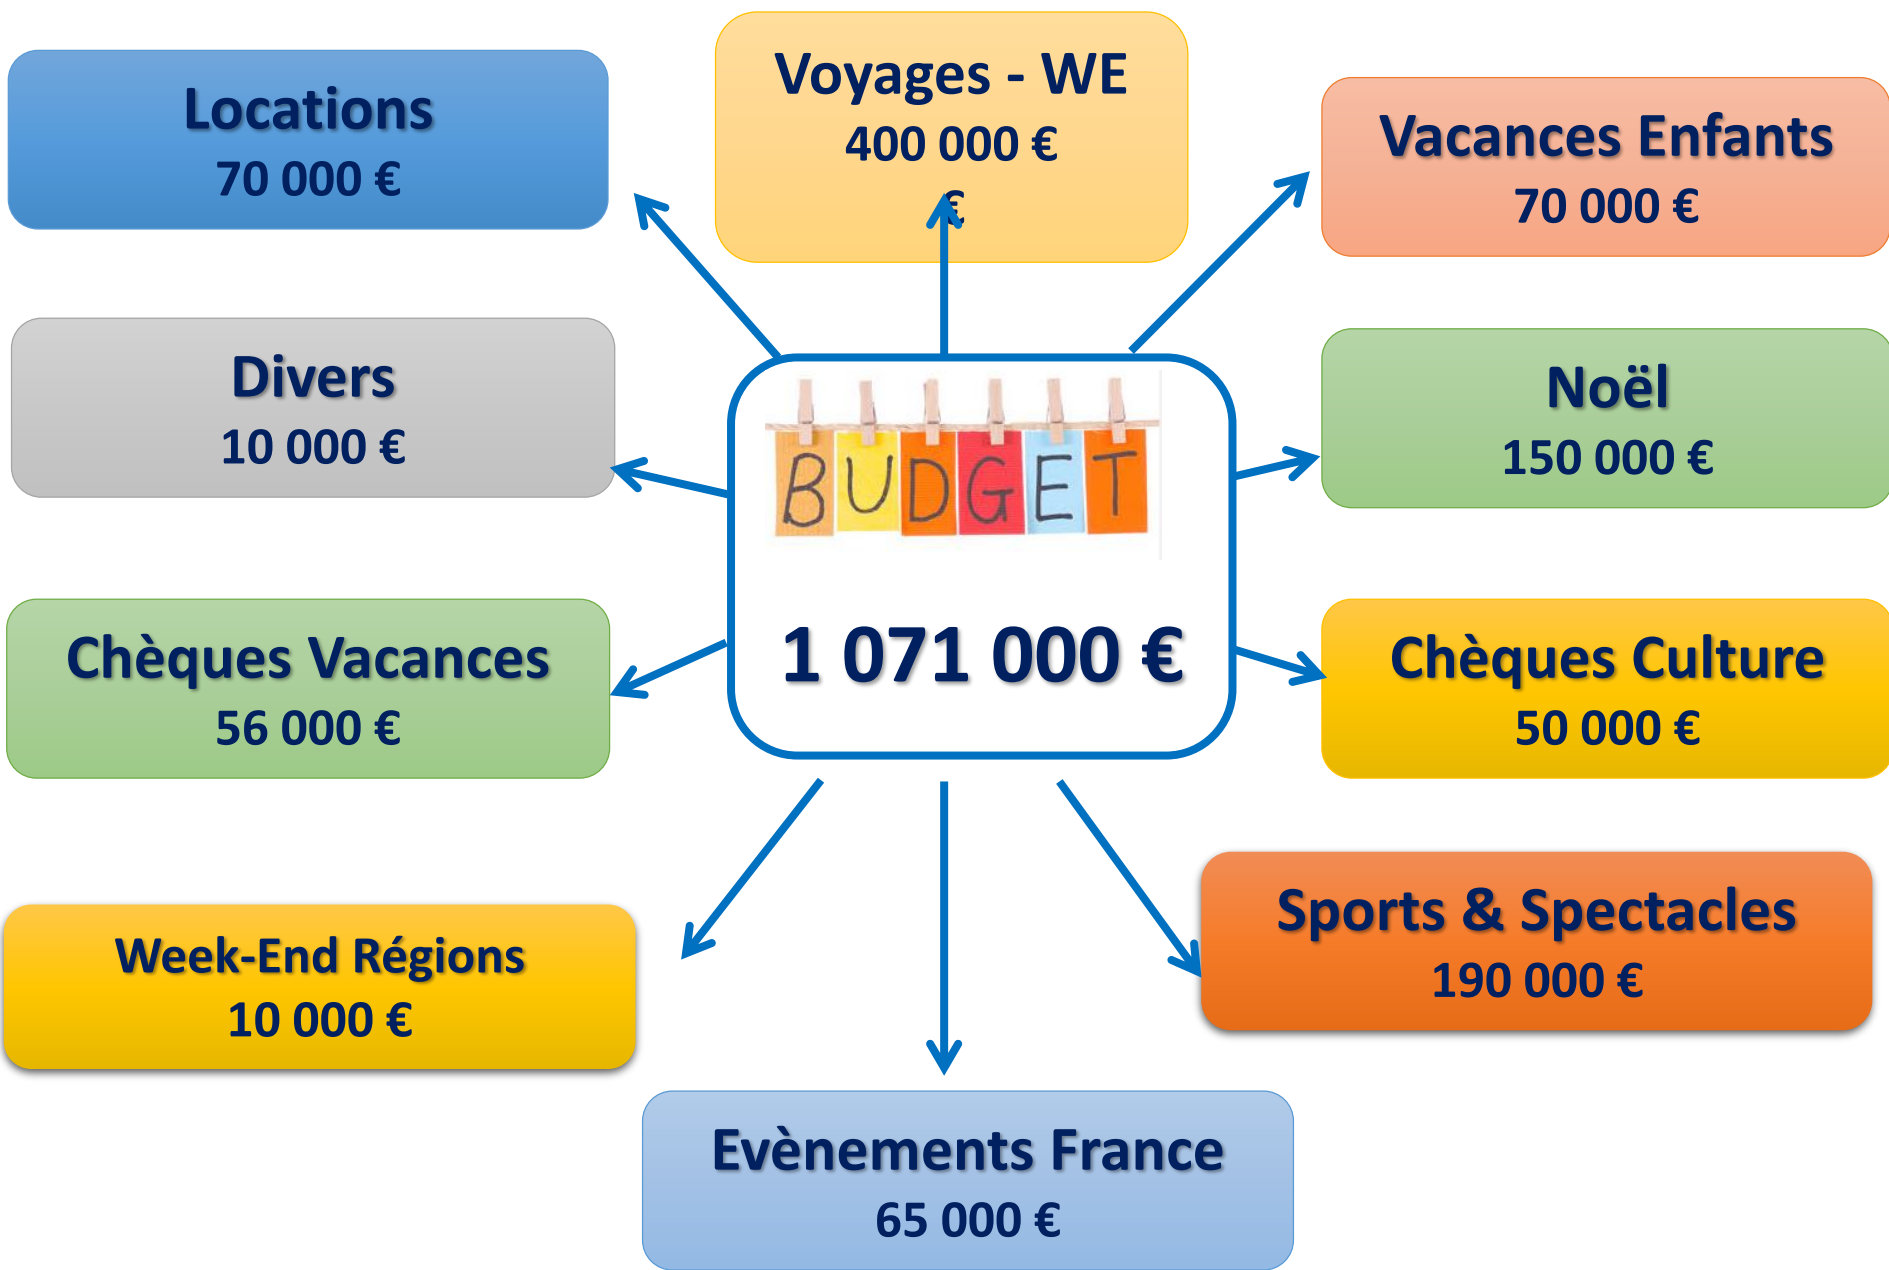 Locations
70 000 €
Voyages - WE
400 000 €
€
Vacances Enfants
70 000 €
Divers
10 000 €
BUDGET
1 071 000 €
Noël
150 000 €
Chèques Vacances
56 000 €
Chèques Culture
50 000 €
Week-End Régions
10 000 €
Sports & Spectacles
190 000 €
Evènements France
65 000 €